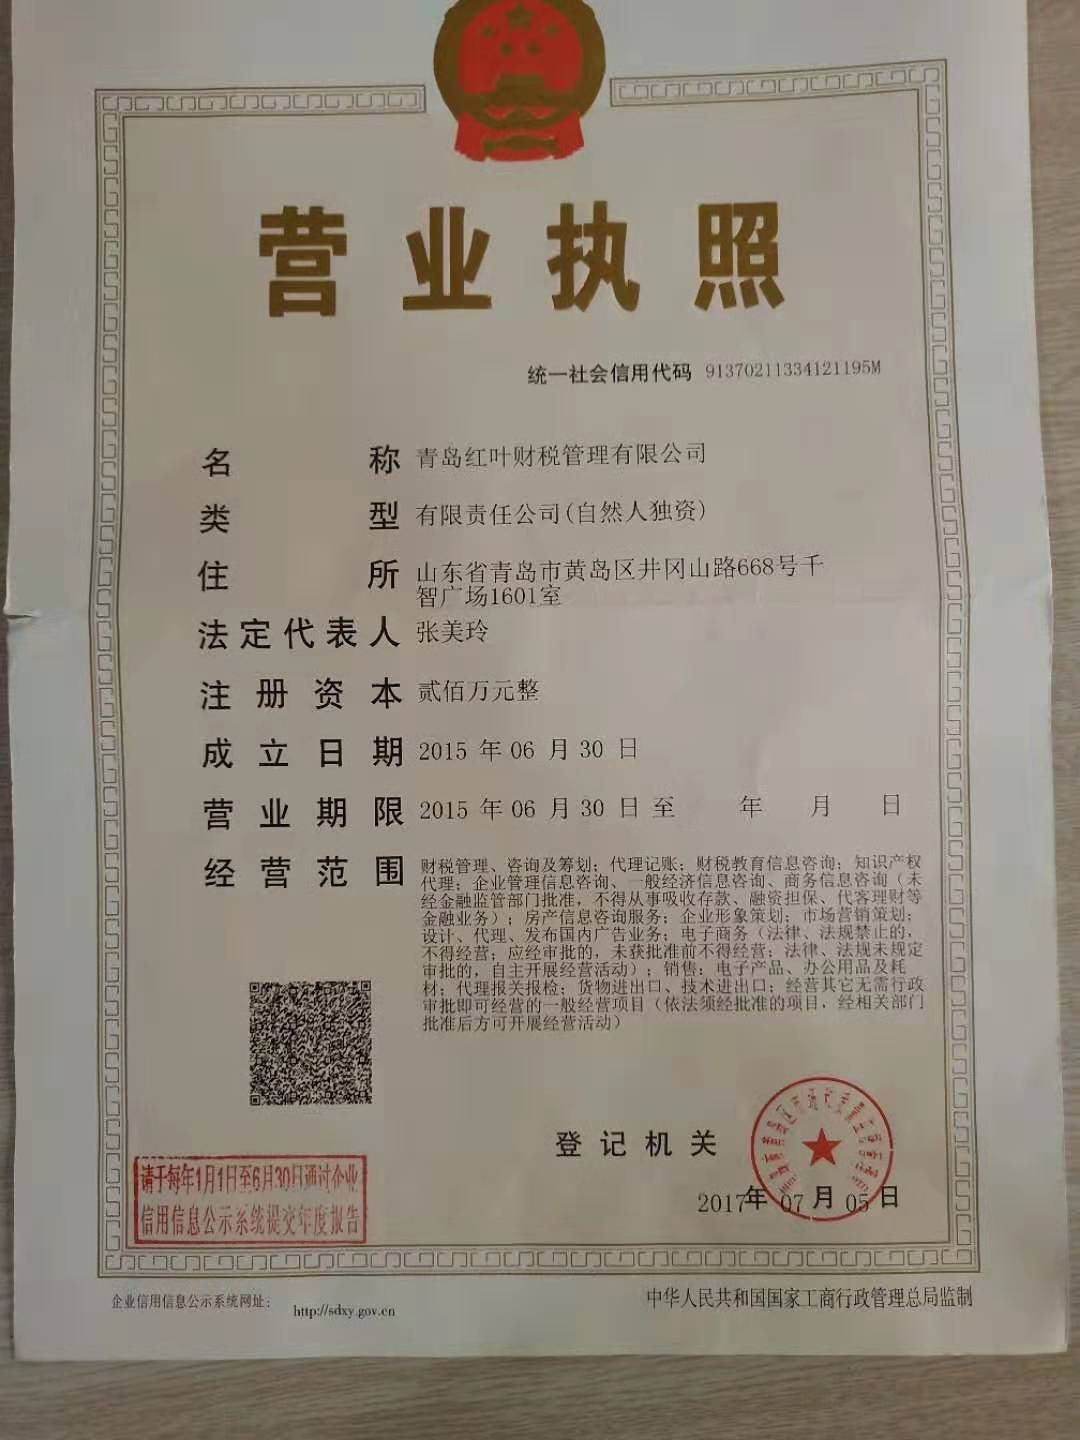 营业执照
统一社会信用代码 91370211334121195M
名称 青岛红叶财税管理有限公司
类型 有限责任公司(自然人独资)
住所 山东省青岛市黄岛区井冈山路668号千
智广场1601室
法定代表人 张美玲
注册资本 贰佰万元整
成立日期 2015 年 06 月 30 日
营业期限 2015 年 06 月 30 日 至 年 月 日
经营范围 财税管理、咨询及筹划；代理记账；财税教育信息咨询；知识产权
代理；企业管理信息咨询、一般经济信息咨询、商务信息咨询（未
经金融监管部门批准，不得从事吸收存款、融资担保、代客理财等
金融业务）；房产信息咨询服务；企业形象策划；市场营销策划；
设计、代理、发布国内广告业务；电子商务（法律、法规禁止的，
不得经营；应经审批的，未获批准前不得经营；法律、法规未规定
审批的，自主开展经营活动）；销售：电子产品、办公用品及耗
材；代理报关报检；货物进出口、技术进出口；经营其它无需行政
审批即可经营的一般经营项目（依法须经批准的项目，经相关部门
批准后方可开展经营活动）
登记机关
2017年 07 月 05 日
请于每年1月1日至6月30日通过企业
信用信息公示系统提交年度报告
企业信用信息公示系统网址： http://sdxy.gov.cn
中华人民共和国国家工商行政管理总局监制